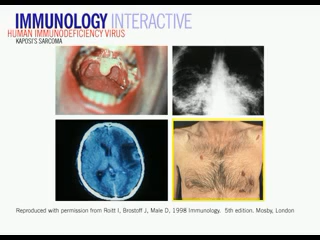 IMMUNOLOGY INTERACTIVE
HUMAN IMMUNODEFICIENCY VIRUS
KAPOSI'S SARCOMA
Reproduced with permission from Roitt I, Brostoff J, Male D, 1998 Immunology. 5th edition. Mosby, London